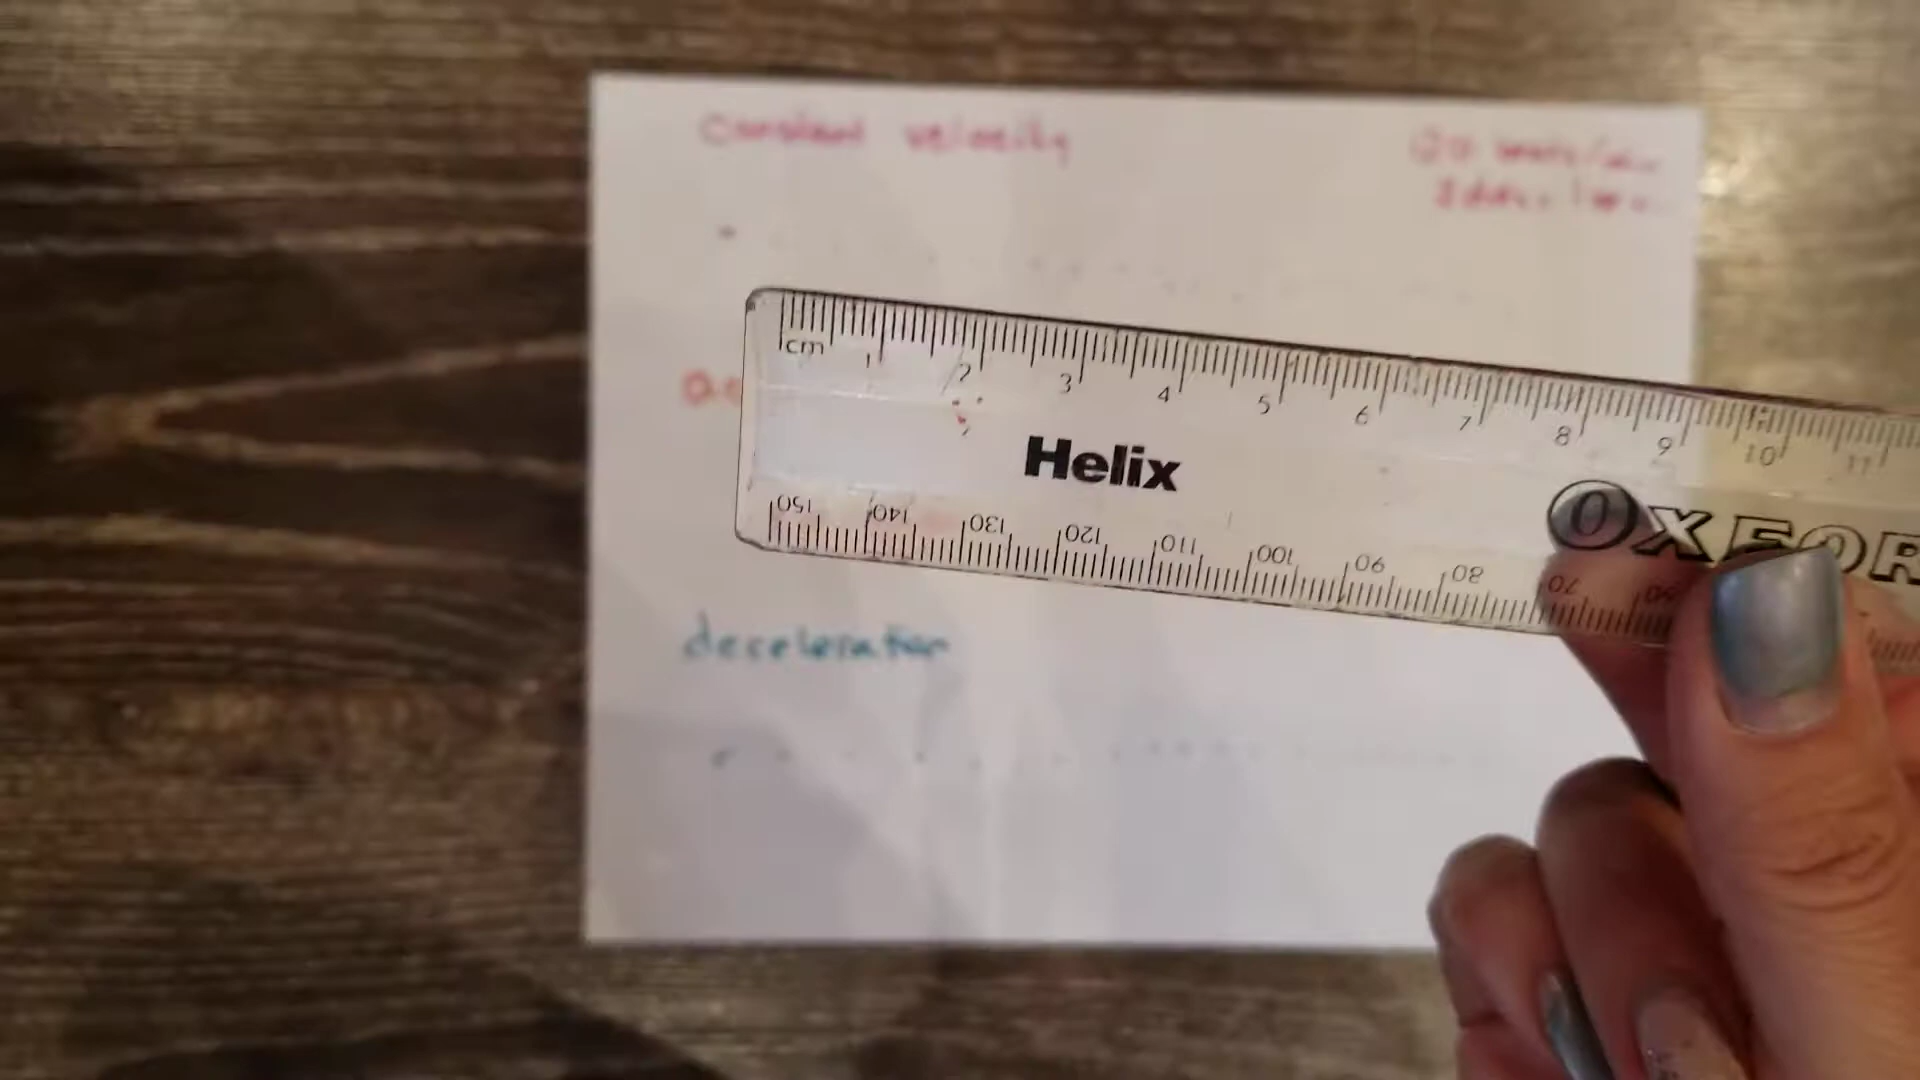 constant velocity
cm 1 2 3 4 5 6 7 8 9 10 11
Helix
OXFOR
150 140 130 120 110 100 90 80 70
deceleration